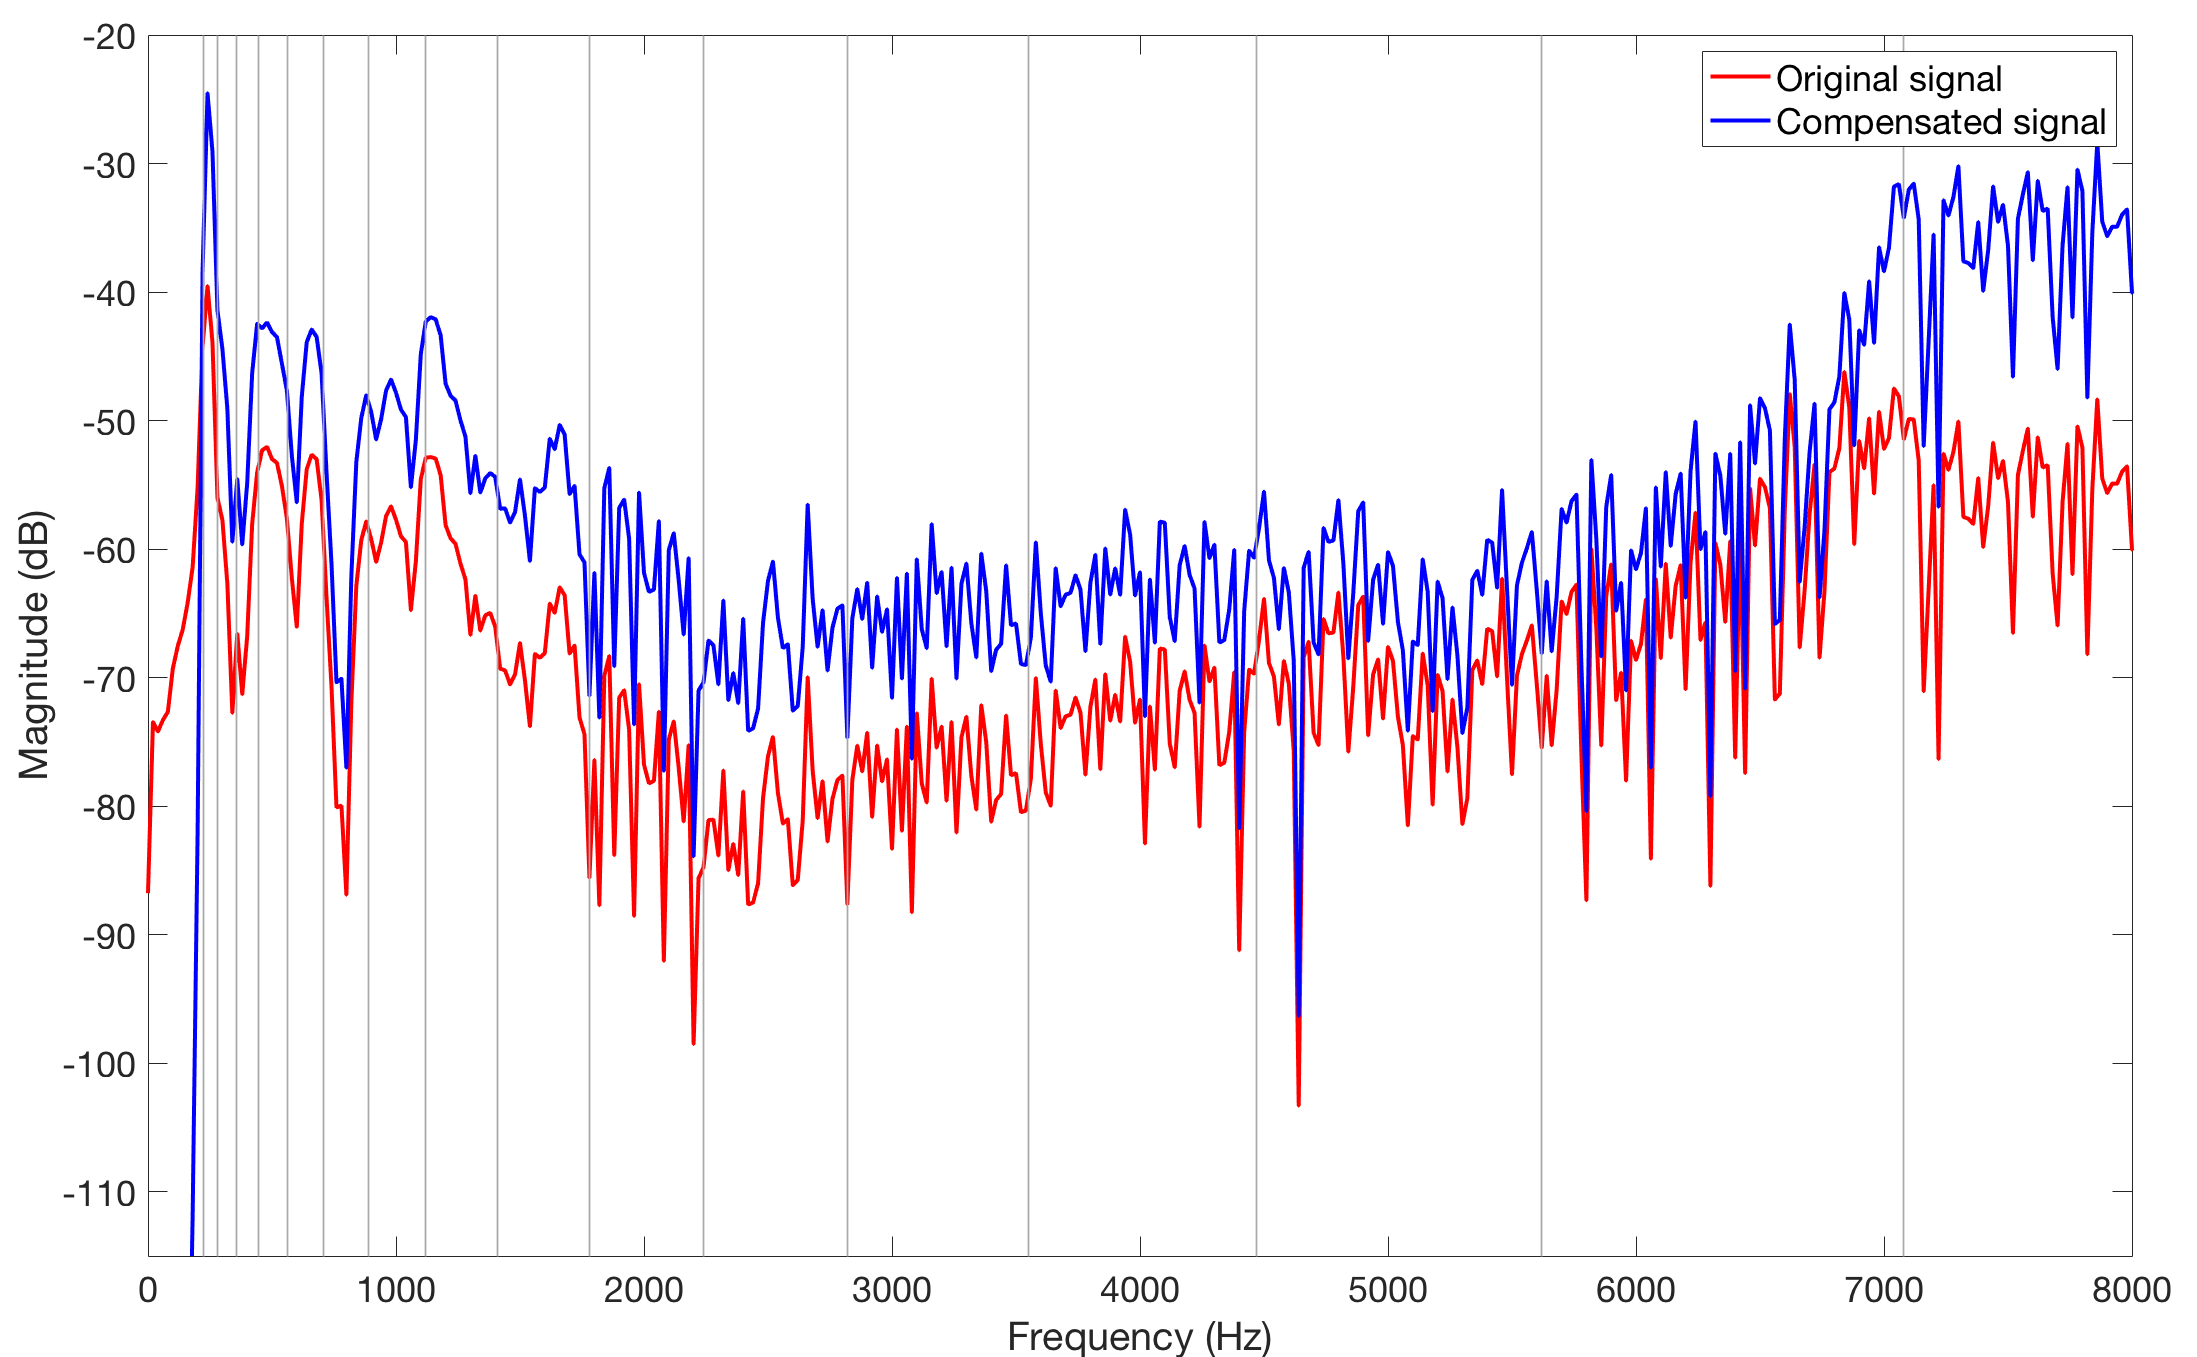 -20
-30
-40
-50
-60
-70
-80
-90
-100
-110
Magnitude (dB)
Original signal
Compensated signal
0 1000 2000 3000 4000 5000 6000 7000 8000
Frequency (Hz)